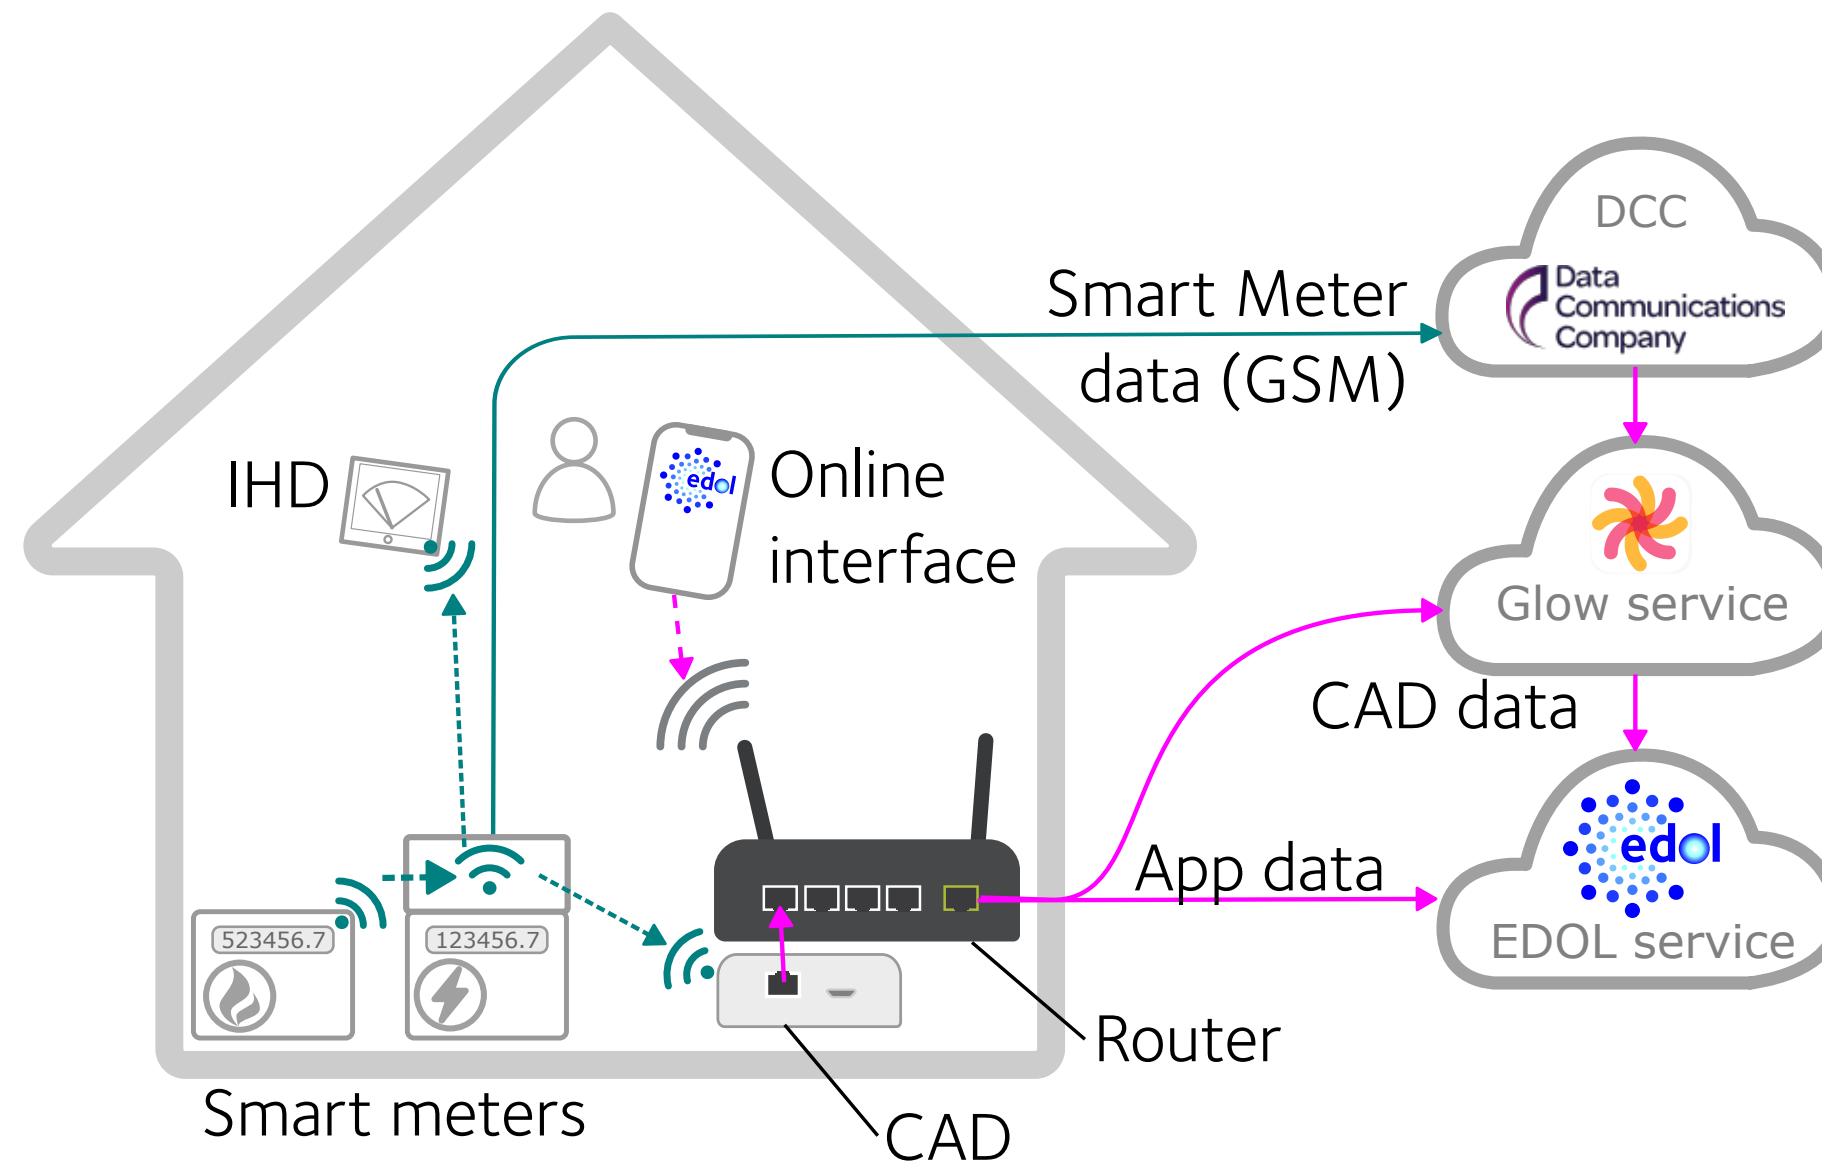 DCC
Data
Communications
Company
Smart Meter
data (GSM)
IHD
edol
Online
interface
Glow service
CAD data
edol
App data
EDOL service
523456.7
123456.7
Router
Smart meters
CAD